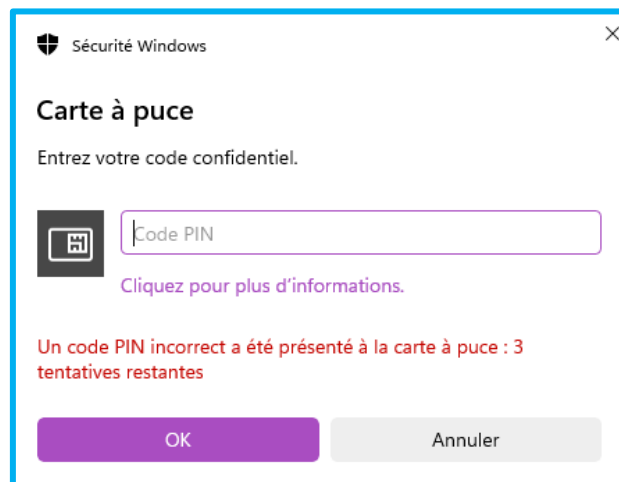 Sécurité Windows
Carte à puce
Entrez votre code confidentiel.
Code PIN
Cliquez pour plus d’informations.
Un code PIN incorrect a été présenté à la carte à puce : 3
tentatives restantes
OK
Annuler